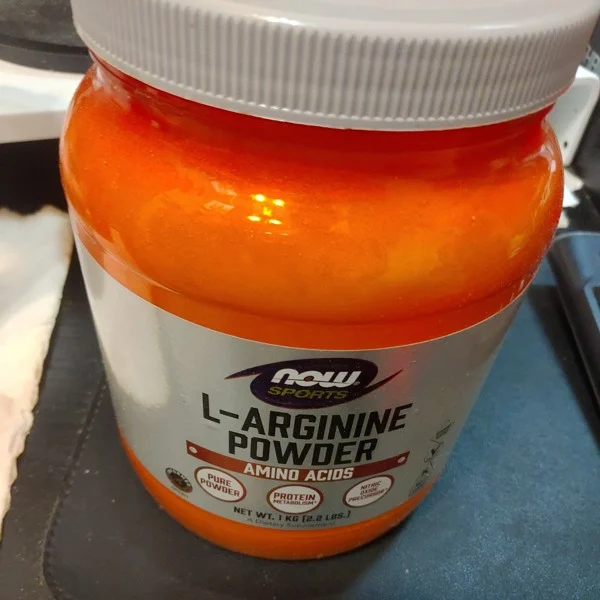 NOW
SPORTS
L-ARGININE
POWDER
AMINO ACIDS
PURE
POWDER
PROTEIN
METABOLISM*
NITRIC
OXIDE
PRECURSOR*
NET WT. 1 KG (2.2 LBS.)
A Dietary Supplement